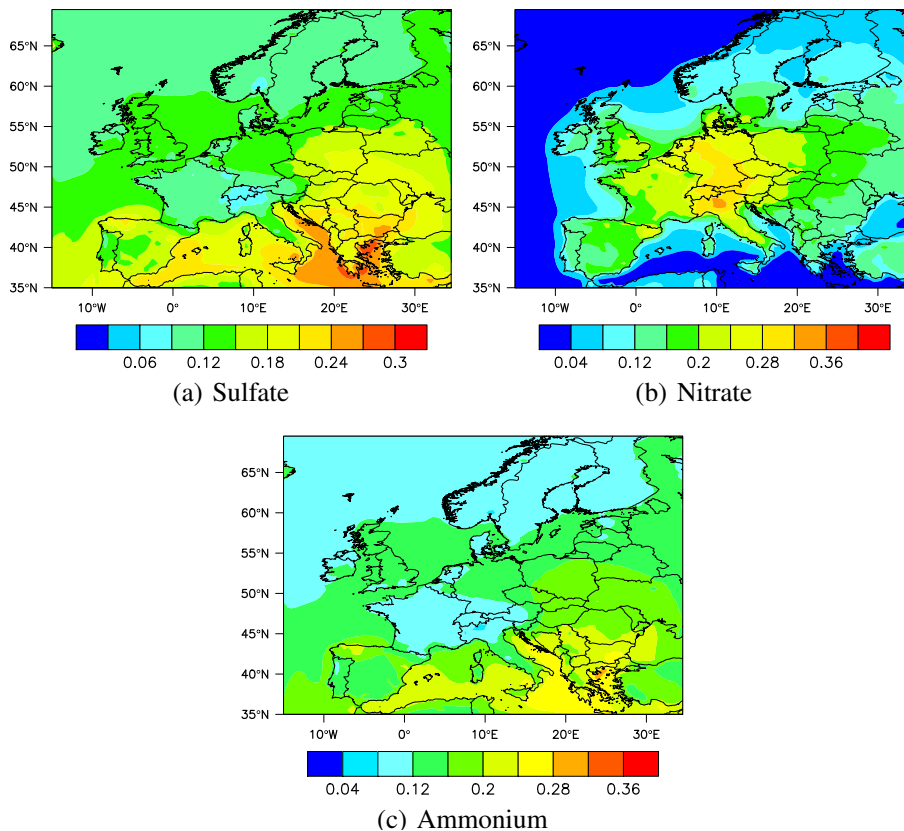 65°N
60°N
55°N
50°N
45°N
40°N
35°N
10°W 0° 10°E 20°E 30°E
0.06 0.12 0.18 0.24 0.3
(a) Sulfate
65°N
60°N
55°N
50°N
45°N
40°N
35°N
10°W 0° 10°E 20°E 30°E
0.04 0.12 0.2 0.28 0.36
(b) Nitrate
65°N
60°N
55°N
50°N
45°N
40°N
35°N
10°W 0° 10°E 20°E 30°E
0.04 0.12 0.2 0.28 0.36
(c) Ammonium